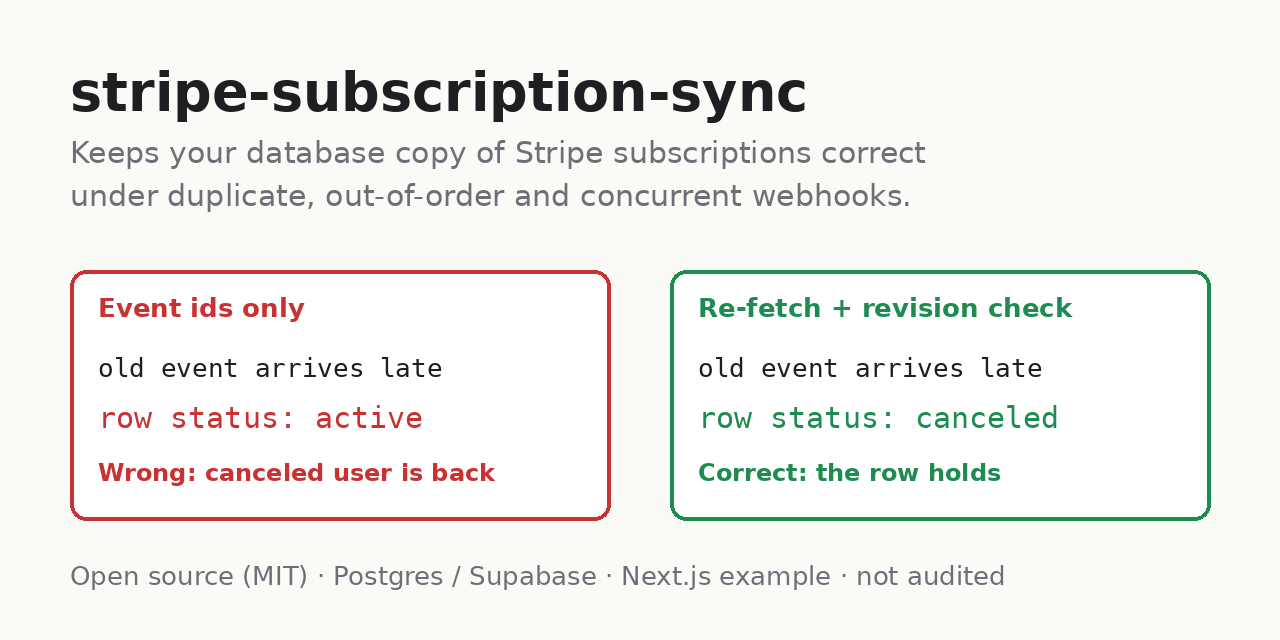 stripe-subscription-sync
Keeps your database copy of Stripe subscriptions correct
under duplicate, out-of-order and concurrent webhooks.
Event ids only
old event arrives late
row status: active
Wrong: canceled user is back
Re-fetch + revision check
old event arrives late
row status: canceled
Correct: the row holds
Open source (MIT) · Postgres / Supabase · Next.js example · not audited